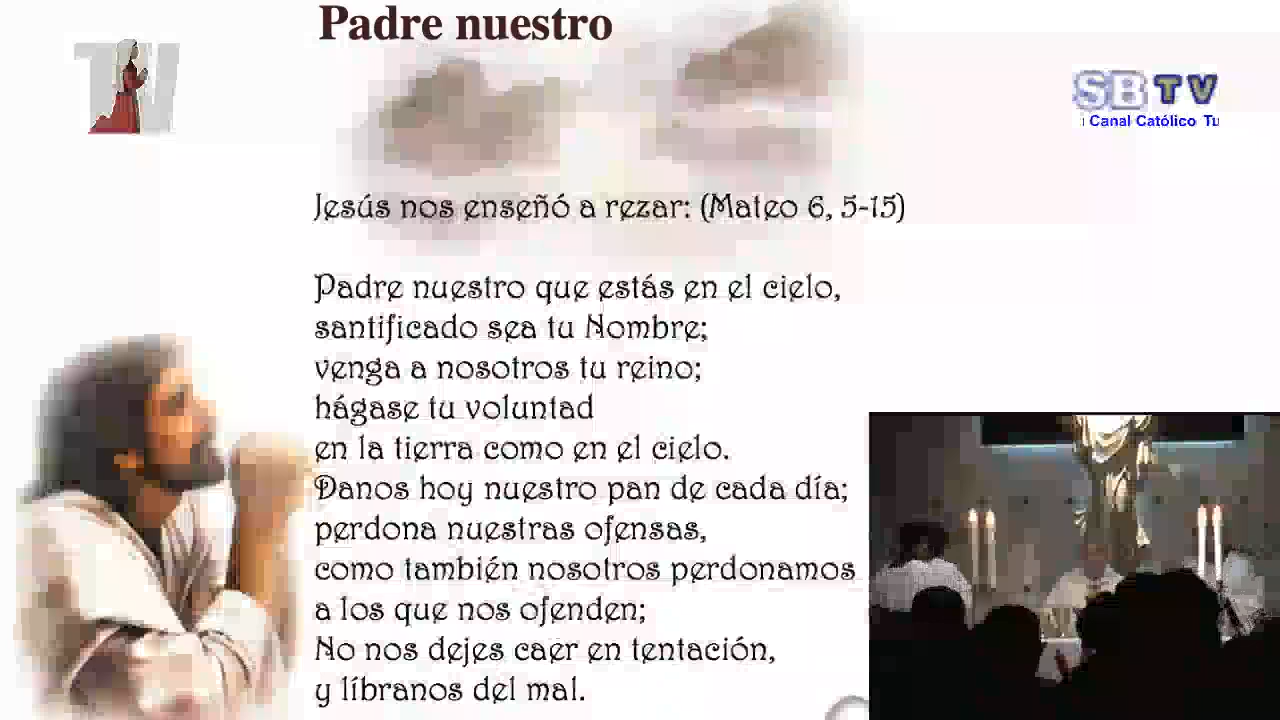 Padre nuestro
TV
SBTV
Canal Católico Tu
Jesús nos enseñó a rezar: (Mateo 6, 5-15)
Padre nuestro que estás en el cielo,
santificado sea tu Nombre;
venga a nosotros tu reino;
hágase tu voluntad
en la tierra como en el cielo.
Danos hoy nuestro pan de cada día;
perdona nuestras ofensas,
como también nosotros perdonamos
a los que nos ofenden;
No nos dejes caer en tentación,
y líbranos del mal.